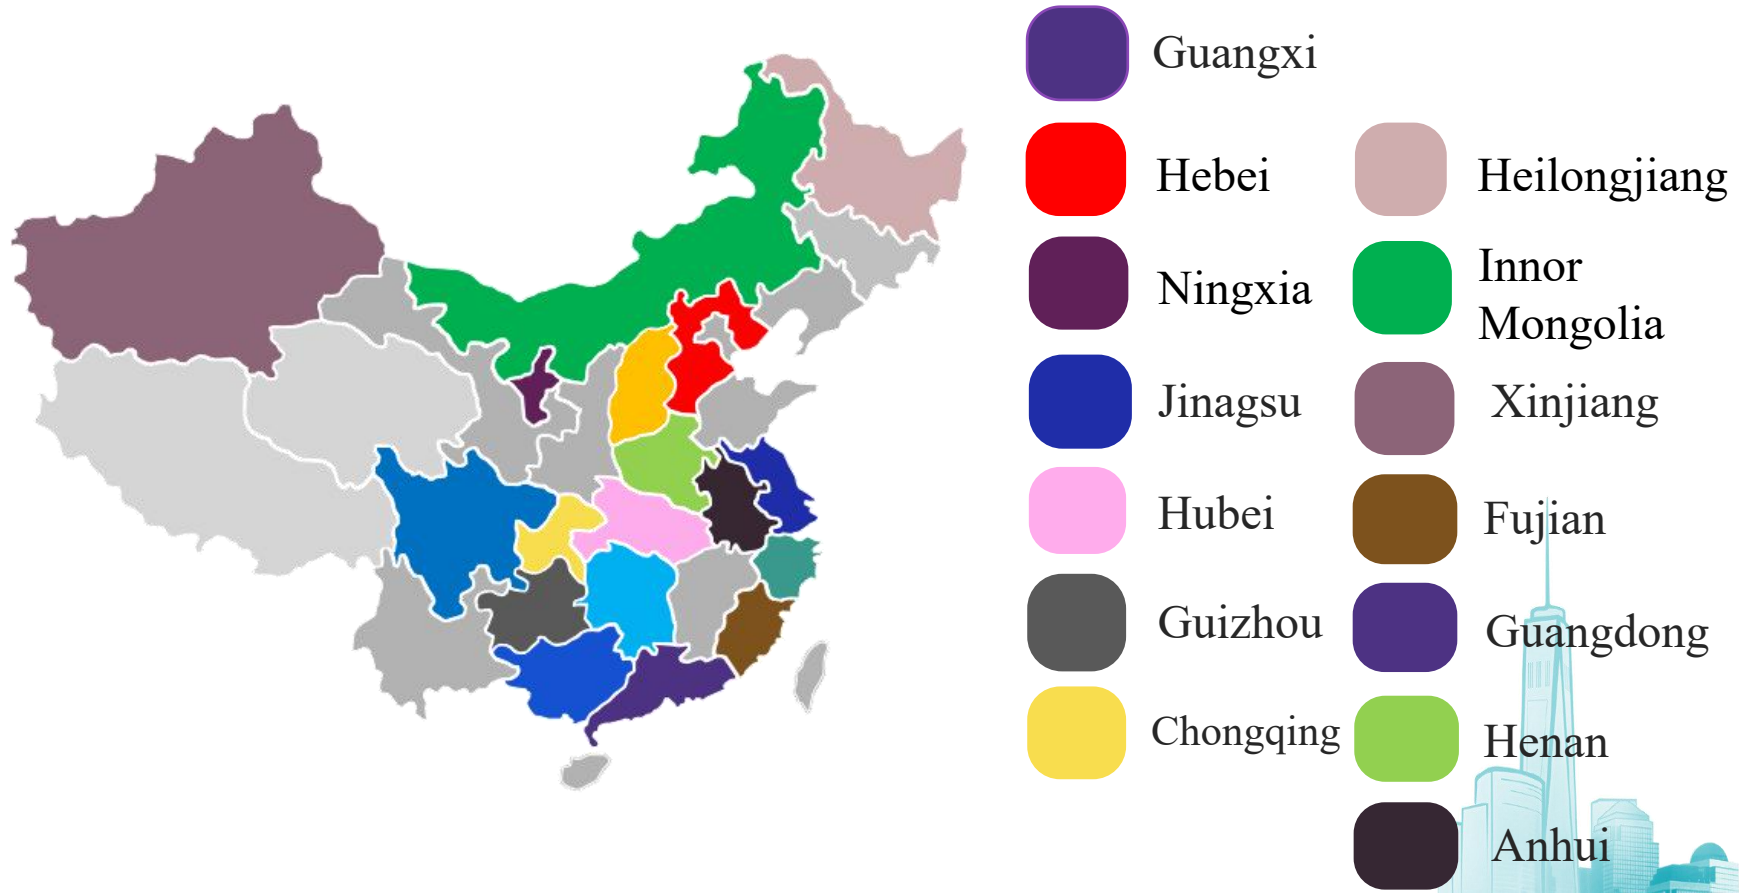 Guangxi
Hebei
Heilongjiang
Ningxia
Innor
Mongolia
Jinagsu
Xinjiang
Hubei
Fujian
Guizhou
Guangdong
Chongqing
Henan
Anhui